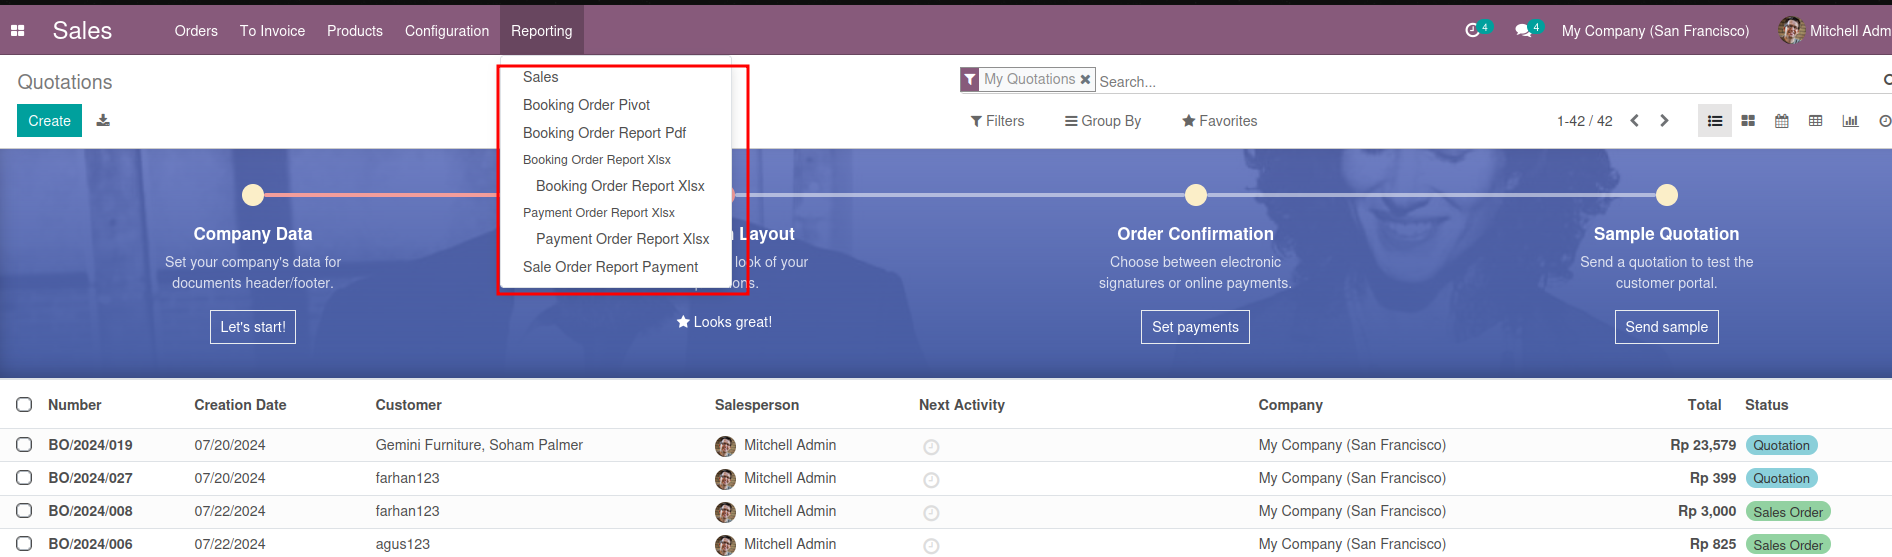 Sales Orders To Invoice Products Configuration Reporting 4 4 My Company (San Francisco) Mitchell Adm
Quotations
My Quotations Search...
Create
Filters Group By Favorites 1-42 / 42
Sales
Booking Order Pivot
Booking Order Report Pdf
Booking Order Report Xlsx
Booking Order Report Xlsx
Payment Order Report Xlsx
Payment Order Report Xlsx
Sale Order Report Payment
Company Data
Set your company's data for
documents header/footer.
Let's start!
Layout
look of your
ons.
Looks great!
Order Confirmation
Choose between electronic
signatures or online payments.
Set payments
Sample Quotation
Send a quotation to test the
customer portal.
Send sample
Number Creation Date Customer Salesperson Next Activity Company Total Status
BO/2024/019 07/20/2024 Gemini Furniture, Soham Palmer Mitchell Admin My Company (San Francisco) Rp 23,579 Quotation
BO/2024/027 07/20/2024 farhan123 Mitchell Admin My Company (San Francisco) Rp 399 Quotation
BO/2024/008 07/22/2024 farhan123 Mitchell Admin My Company (San Francisco) Rp 3,000 Sales Order
BO/2024/006 07/22/2024 agus123 Mitchell Admin My Company (San Francisco) Rp 825 Sales Order